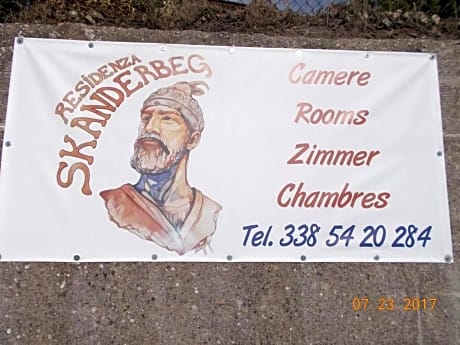 RESIDENZA
SKANDERBEG
Camere
Rooms
Zimmer
Chambres
Tel. 338 54 20 284
07 23 2017